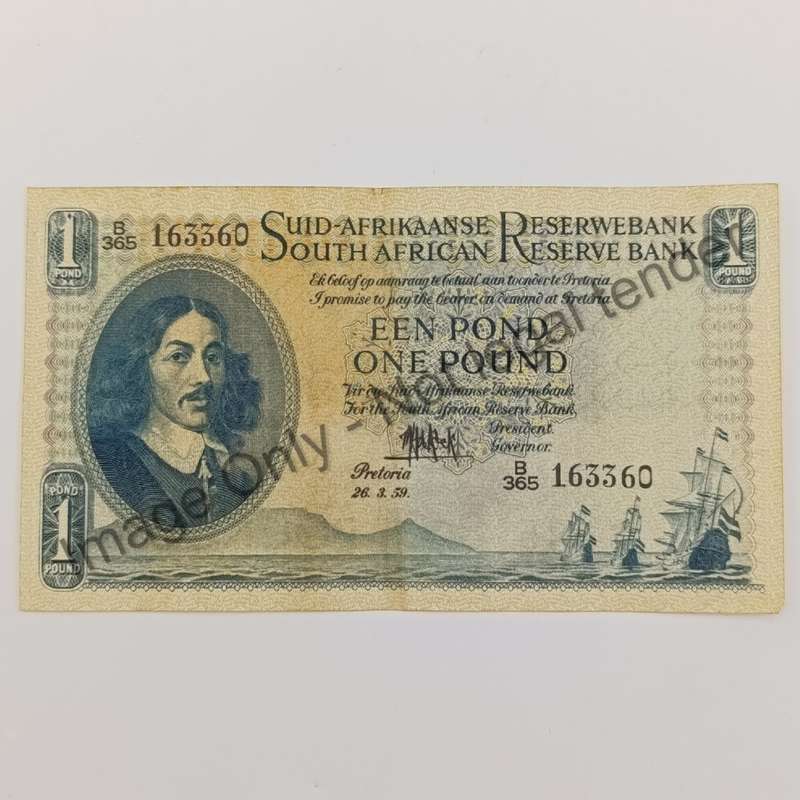 1
POND
B/365 163360
SUID-AFRIKAANSE RESERWEBANK
SOUTH AFRICAN RESERVE BANK
1
POUND
Ek beloof op aanvraag te betaal aan toonder te Pretoria
I promise to pay the bearer on demand at Pretoria
EEN POND
ONE POUND
Vir die Suid-Afrikaanse Reserwebank
For the South African Reserve Bank,
President.
Governor.
Pretoria
26. 3. 59.
B/365 163360
POND
1
POUND
Image Only - Not legal tender